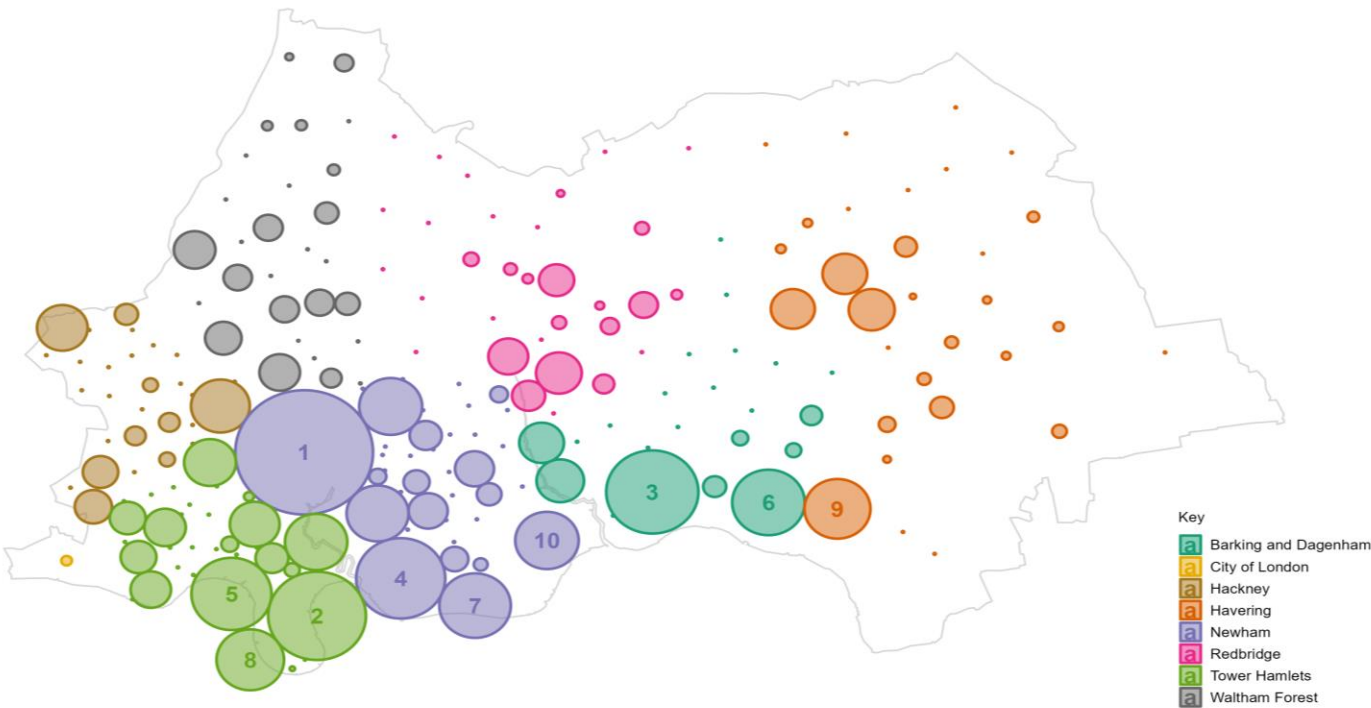 1
3
6
9
10
4
5
7
2
8
Key
a Barking and Dagenham
a City of London
a Hackney
a Havering
a Newham
a Redbridge
a Tower Hamlets
a Waltham Forest